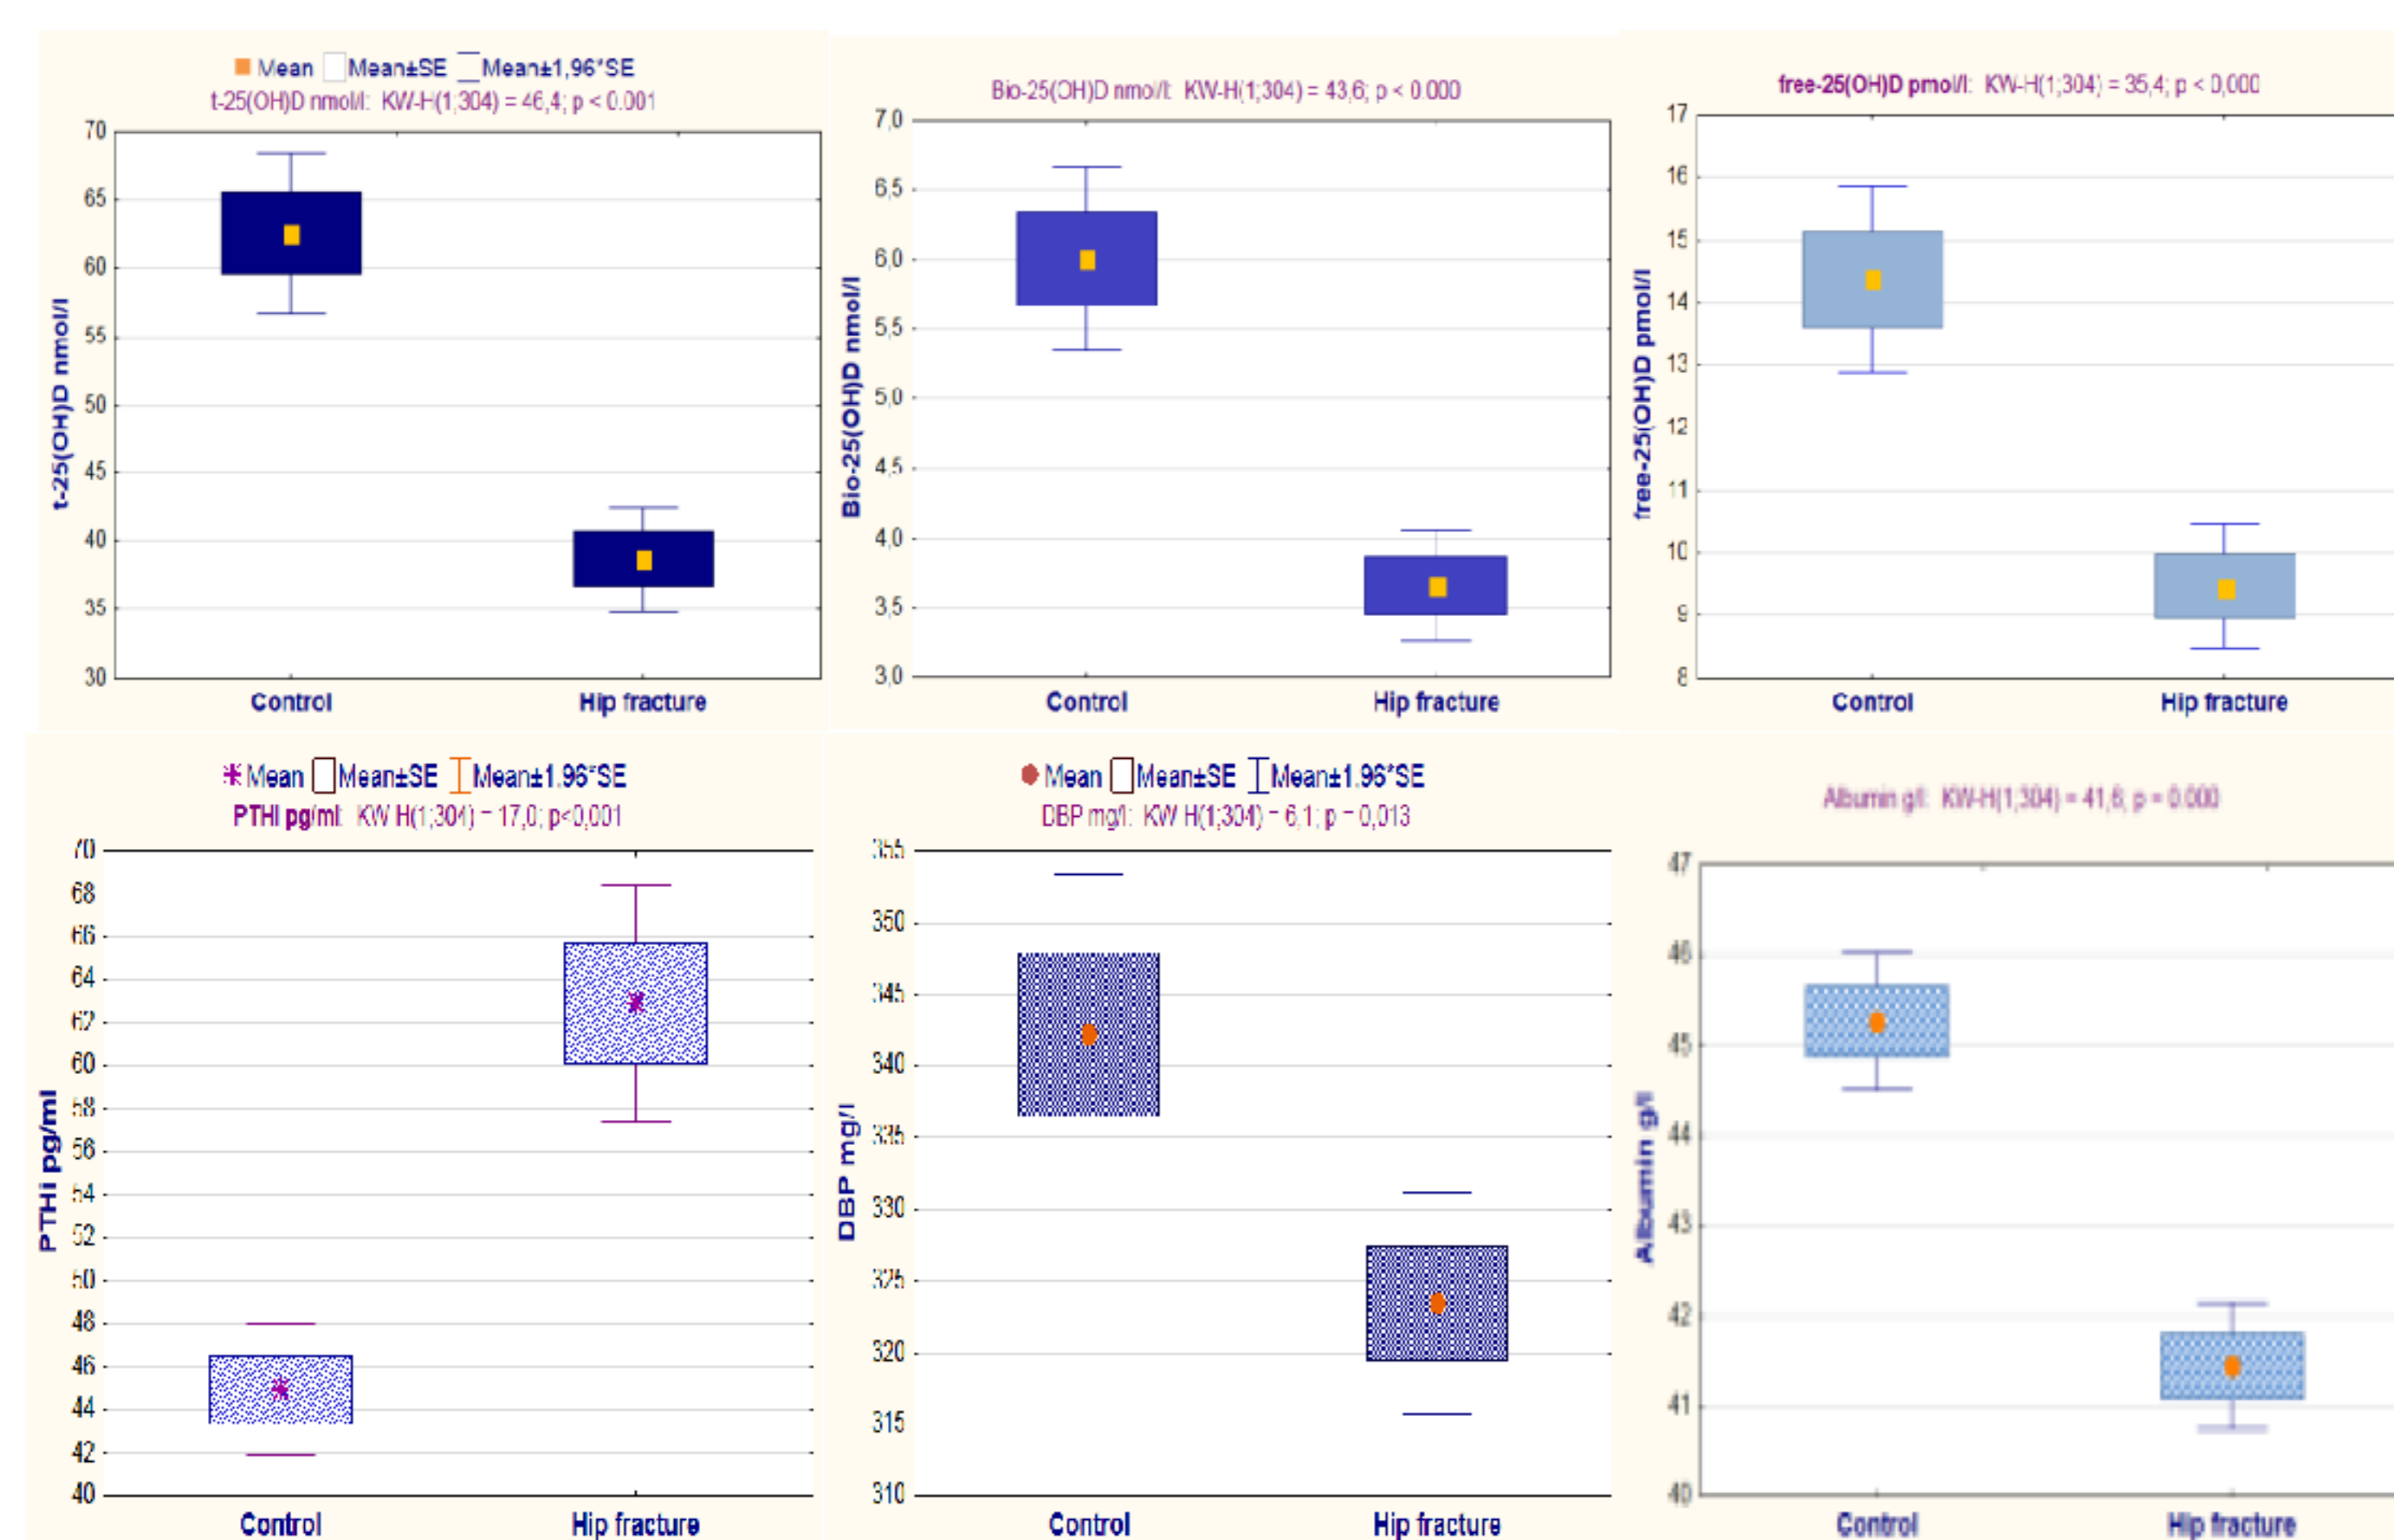 Mean Mean±SE Mean±1,96*SE
t-25(OH)D nmol/l: KW-H(1;304) = 46,4; p < 0.001
t-25(OH)D nmol/l
70
65
60
55
50
45
40
35
30
Control Hip fracture
Bio-25(OH)D nmol/l: KW-H(1;304) = 43,6; p < 0.000
Bio-25(OH)D nmol/l
7,0
6,5
6,0
5,5
5,0
4,5
4,0
3,5
3,0
Control Hip fracture
free-25(OH)D pmol/l: KW-H(1;304) = 35,4; p < 0,000
free-25(OH)D pmol/l
17
16
15
14
13
12
11
10
9
8
Control Hip fracture
Mean Mean±SE Mean±1.96*SE
PTHi pg/ml: KW H(1;304) = 17,0; p<0,001
PTHi pg/ml
70
68
66
64
62
60
58
56
54
52
50
48
46
44
42
40
Control Hip fracture
Mean Mean±SE Mean±1.96*SE
DBP mg/l: KW H(1;304) = 6,1; p = 0,013
DBP mg/l
355
350
345
340
335
330
325
320
315
310
Control Hip fracture
Albumin g/l: KW-H(1;304) = 41,6; p = 0.000
Albumin g/l
47
46
45
44
43
42
41
40
Control Hip fracture